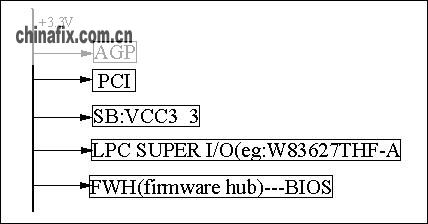 +3.3V
chinafix.com.cn
AGP
PCI
SB:VCC3_3
LPC SUPER I/O(eg:W83627THF-A
FWH(firmware hub)---BIOS